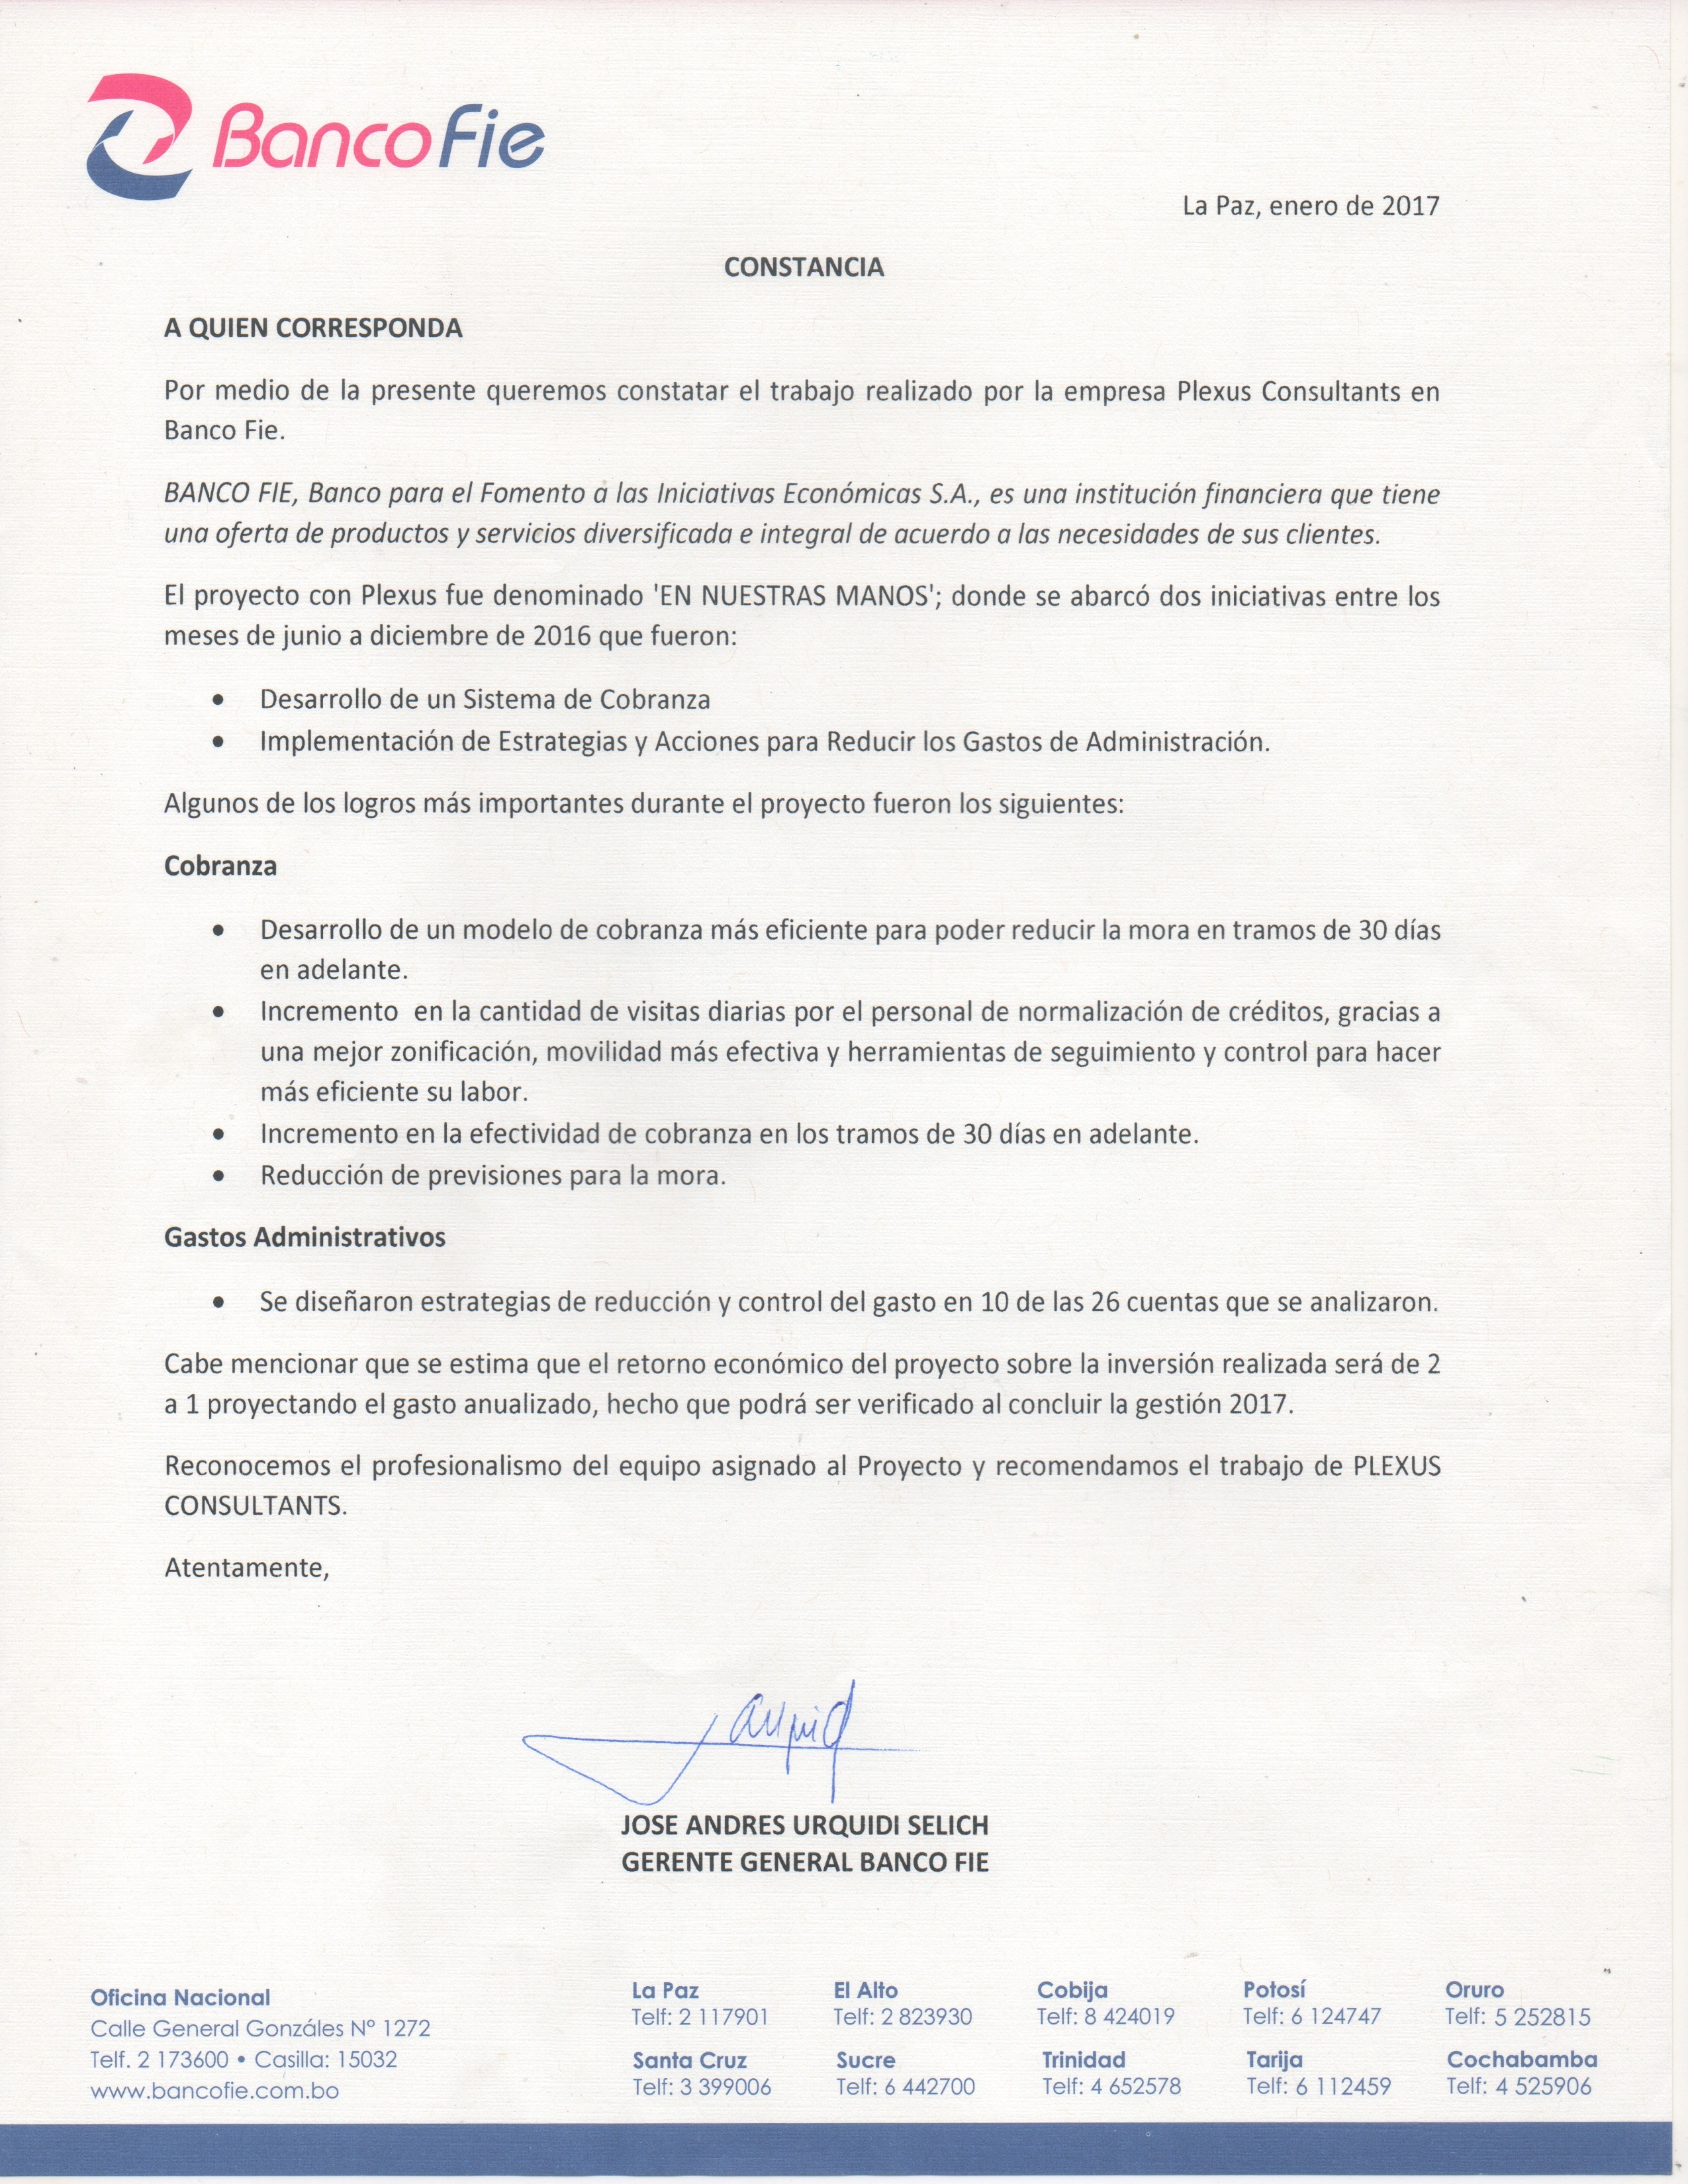 BancoFie
La Paz, enero de 2017
CONSTANCIA
A QUIEN CORRESPONDA
Por medio de la presente queremos constatar el trabajo realizado por la empresa Plexus Consultants en
Banco Fie.
BANCO FIE, Banco para el Fomento a las Iniciativas Económicas S.A., es una institución financiera que tiene
una oferta de productos y servicios diversificada e integral de acuerdo a las necesidades de sus clientes.
El proyecto con Plexus fue denominado 'EN NUESTRAS MANOS'; donde se abarcó dos iniciativas entre los
meses de junio a diciembre de 2016 que fueron:
• Desarrollo de un Sistema de Cobranza
• Implementación de Estrategias y Acciones para Reducir los Gastos de Administración.
Algunos de los logros más importantes durante el proyecto fueron los siguientes:
Cobranza
• Desarrollo de un modelo de cobranza más eficiente para poder reducir la mora en tramos de 30 días
en adelante.
• Incremento en la cantidad de visitas diarias por el personal de normalización de créditos, gracias a
una mejor zonificación, movilidad más efectiva y herramientas de seguimiento y control para hacer
más eficiente su labor.
• Incremento en la efectividad de cobranza en los tramos de 30 días en adelante.
• Reducción de previsiones para la mora.
Gastos Administrativos
• Se diseñaron estrategias de reducción y control del gasto en 10 de las 26 cuentas que se analizaron.
Cabe mencionar que se estima que el retorno económico del proyecto sobre la inversión realizada será de 2
a 1 proyectando el gasto anualizado, hecho que podrá ser verificado al concluir la gestión 2017.
Reconocemos el profesionalismo del equipo asignado al Proyecto y recomendamos el trabajo de PLEXUS
CONSULTANTS.
Atentamente,
JOSE ANDRES URQUIDI SELICH
GERENTE GENERAL BANCO FIE
Oficina Nacional
Calle General Gonzáles Nº 1272
Telf. 2 173600 • Casilla: 15032
www.bancofie.com.bo
La Paz El Alto Cobija Potosí Oruro
Telf: 2 117901 Telf: 2 823930 Telf: 8 424019 Telf: 6 124747 Telf: 5 252815
Santa Cruz Sucre Trinidad Tarija Cochabamba
Telf: 3 399006 Telf: 6 442700 Telf: 4 652578 Telf: 6 112459 Telf: 4 525906